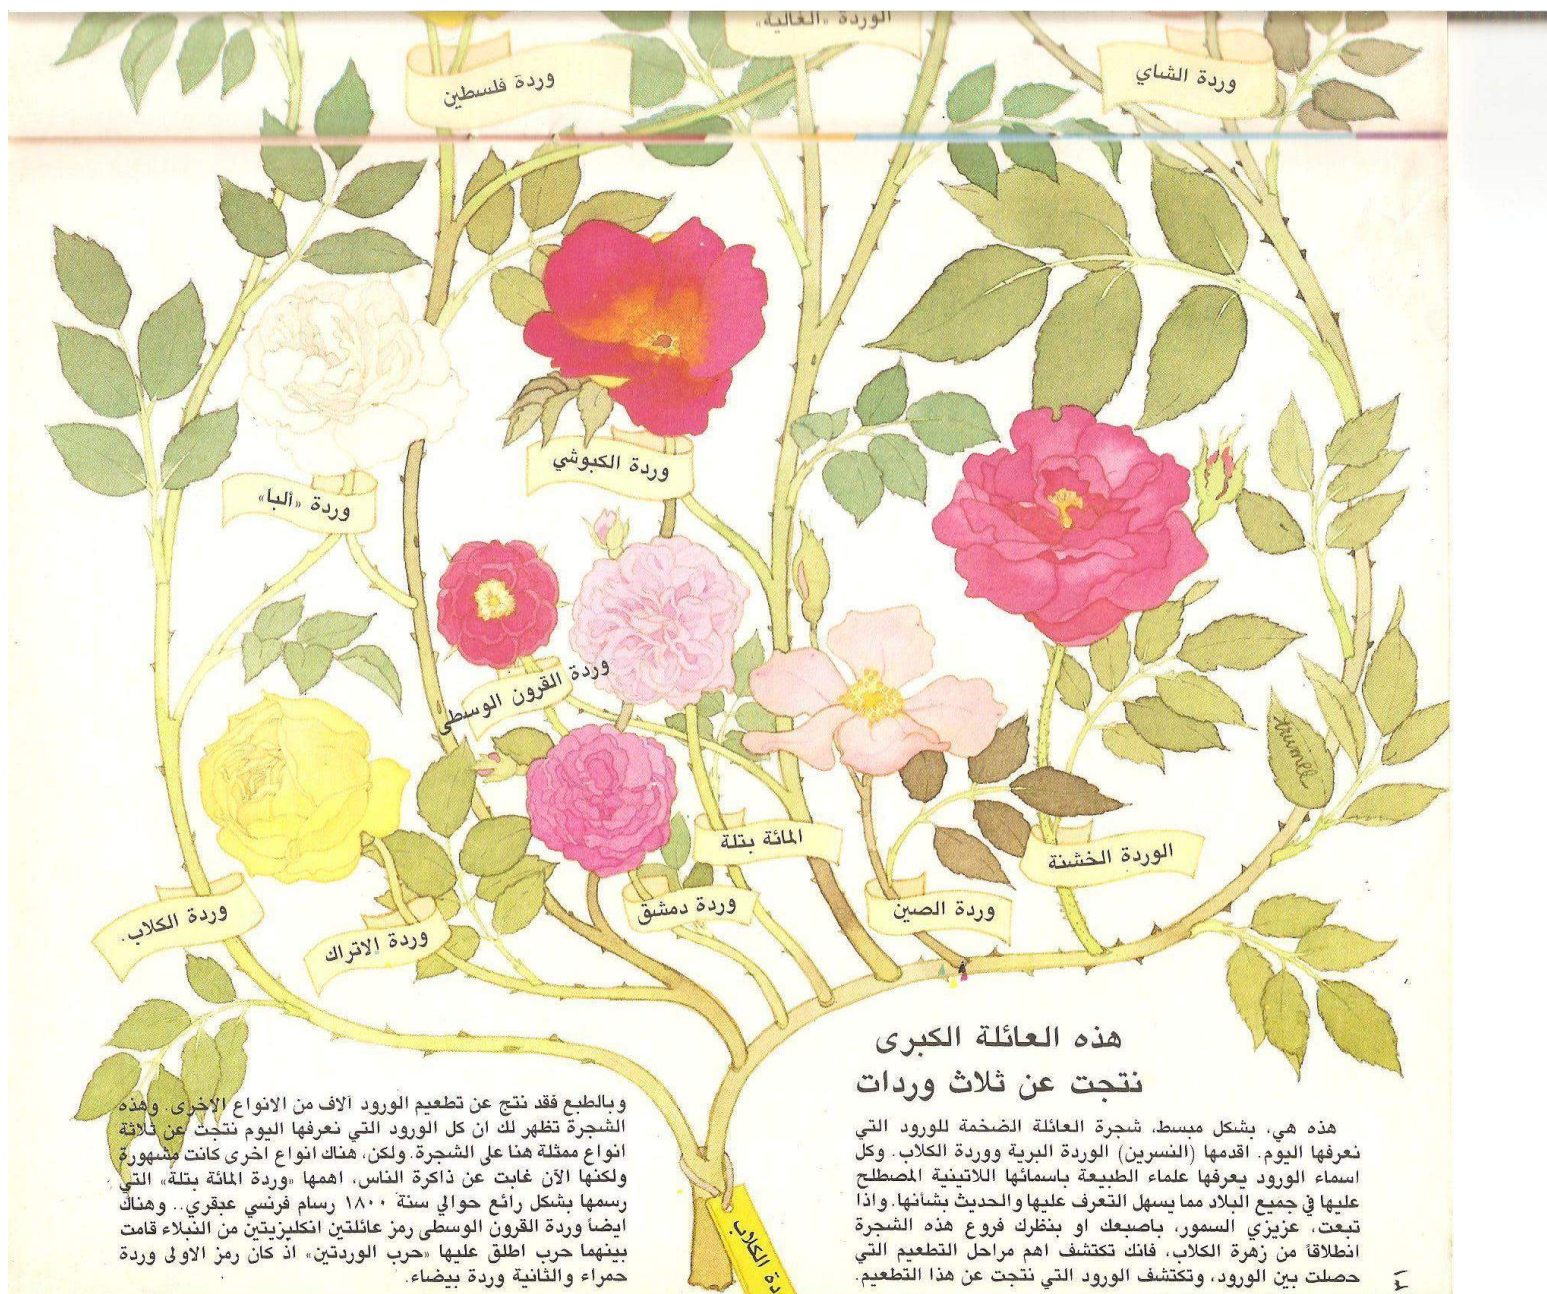 الوردة «الغالية»
وردة الشاي
وردة فلسطين
وردة الكبوشي
وردة «ألبا»
وردة القرون الوسطى
المائة بتلة
الوردة الخشنة
وردة الصين
وردة دمشق
وردة الاتراك
وردة الكلاب.
trumel
هذه العائلة الكبرى
نتجت عن ثلاث وردات
هذه هي، بشكل مبسط، شجرة العائلة الضخمة للورود التي
نعرفها اليوم. اقدمها (النسرين) الوردة البرية ووردة الكلاب. وكل
اسماء الورود يعرفها علماء الطبيعة باسمائها اللاتينية المصطلح
عليها في جميع البلاد مما يسهل التعرف عليها والحديث بشأنها. واذا
تبعت، عزيزي السمور، باصبعك او بنظرك فروع هذه الشجرة
انطلاقاً من زهرة الكلاب، فانك تكتشف اهم مراحل التطعيم التي
حصلت بين الورود، وتكتشف الورود التي نتجت عن هذا التطعيم.
وبالطبع فقد نتج عن تطعيم الورود آلاف من الانواع الاخرى. وهذه
الشجرة تظهر لك ان كل الورود التي نعرفها اليوم نتجت عن ثلاثة
انواع ممثلة هنا على الشجرة. ولكن، هناك انواع اخرى كانت مشهورة
ولكنها الآن غابت عن ذاكرة الناس، اهمها «وردة المائة بتلة» التي
رسمها بشكل رائع حوالي سنة ١٨٠٠ رسام فرنسي عبقري.. وهناك
ايضاً وردة القرون الوسطى رمز عائلتين انكليزيتين من النبلاء قامت
بينهما حرب اطلق عليها «حرب الوردتين» اذ كان رمز الاولى وردة
حمراء والثانية وردة بيضاء.
دة الكلاب